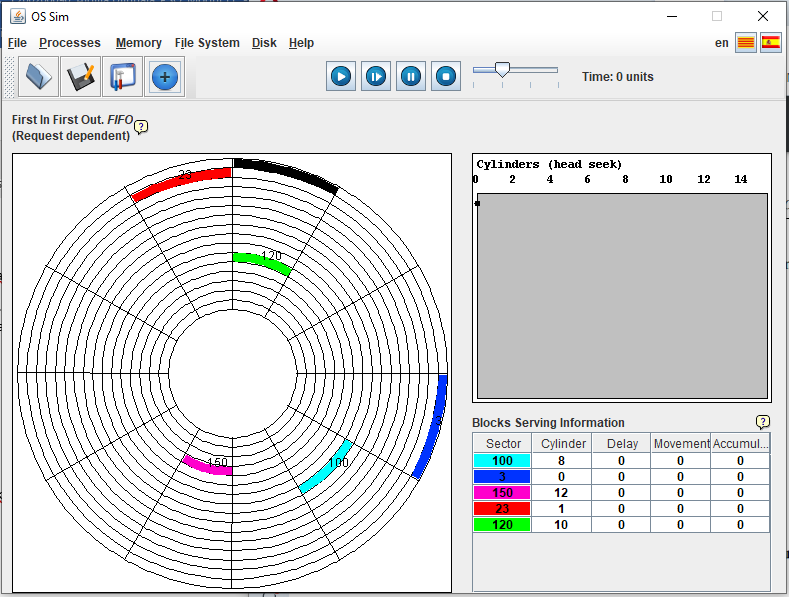 OS Sim
File Processes Memory File System Disk Help
en
Time: 0 units
First In First Out. FIFO
(Request dependent)
?
23
120
3
100
150
Cylinders (head seek)
0 2 4 6 8 10 12 14
Blocks Serving Information
?
Sector Cylinder Delay Movement Accumul...
100 8 0 0 0
3 0 0 0 0
150 12 0 0 0
23 1 0 0 0
120 10 0 0 0